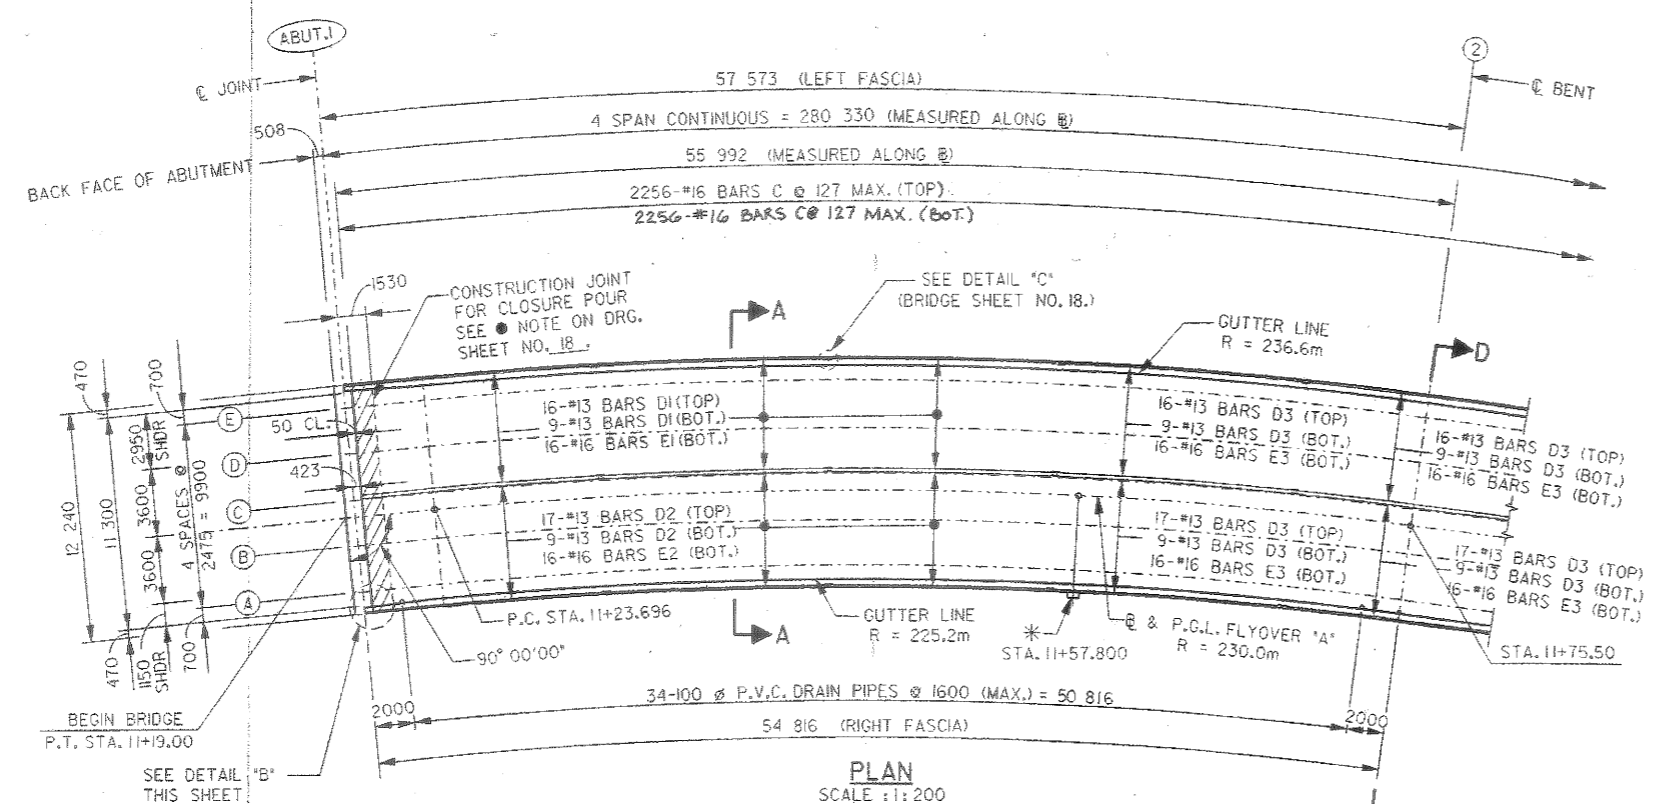 ABUT.1
2
℄ JOINT
57 573 (LEFT FASCIA)
℄ BENT
508
4 SPAN CONTINUOUS = 280 330 (MEASURED ALONG ⅊)
BACK FACE OF ABUTMENT
55 992 (MEASURED ALONG ⅊)
2256-#16 BARS C @ 127 MAX. (TOP)
2256-#16 BARS C@ 127 MAX. (BOT.)
1530
CONSTRUCTION JOINT
FOR CLOSURE POUR
SEE ● NOTE ON DRG.
SHEET NO. 18 .
A
SEE DETAIL "C"
(BRIDGE SHEET NO. 18.)
GUTTER LINE
R = 236.6m
D
470
700
E
50 CL.
D
423
C
B
A
2950
SHDR
3600
3600
4 SPACES @
2475 = 9900
12 240
11 300
470
1150
SHDR
700
16-#13 BARS D1 (TOP)
9-#13 BARS D1 (BOT.)
16-#16 BARS E1 (BOT.)
16-#13 BARS D3 (TOP)
9-#13 BARS D3 (BOT.)
16-#16 BARS E3 (BOT.)
16-#13 BARS D3 (TOP)
9-#13 BARS D3 (BOT.)
16-#16 BARS E3 (BOT.)
17-#13 BARS D2 (TOP)
9-#13 BARS D2 (BOT.)
16-#16 BARS E2 (BOT.)
17-#13 BARS D3 (TOP)
9-#13 BARS D3 (BOT.)
16-#16 BARS E3 (BOT.)
17-#13 BARS D3 (TOP)
9-#13 BARS D3 (BOT.)
16-#16 BARS E3 (BOT.)
P.C. STA. 11+23.696
90° 00'00"
A
GUTTER LINE
R = 225.2m
*
STA. 11+57.800
⅊ & P.G.L. FLYOVER "A"
R = 230.0m
STA. 11+75.50
BEGIN BRIDGE
P.T. STA. 11+19.00
34-100 ø P.V.C. DRAIN PIPES @ 1600 (MAX.) = 50 816
2000
2000
54 816 (RIGHT FASCIA)
SEE DETAIL "B"
THIS SHEET
PLAN
SCALE : 1: 200